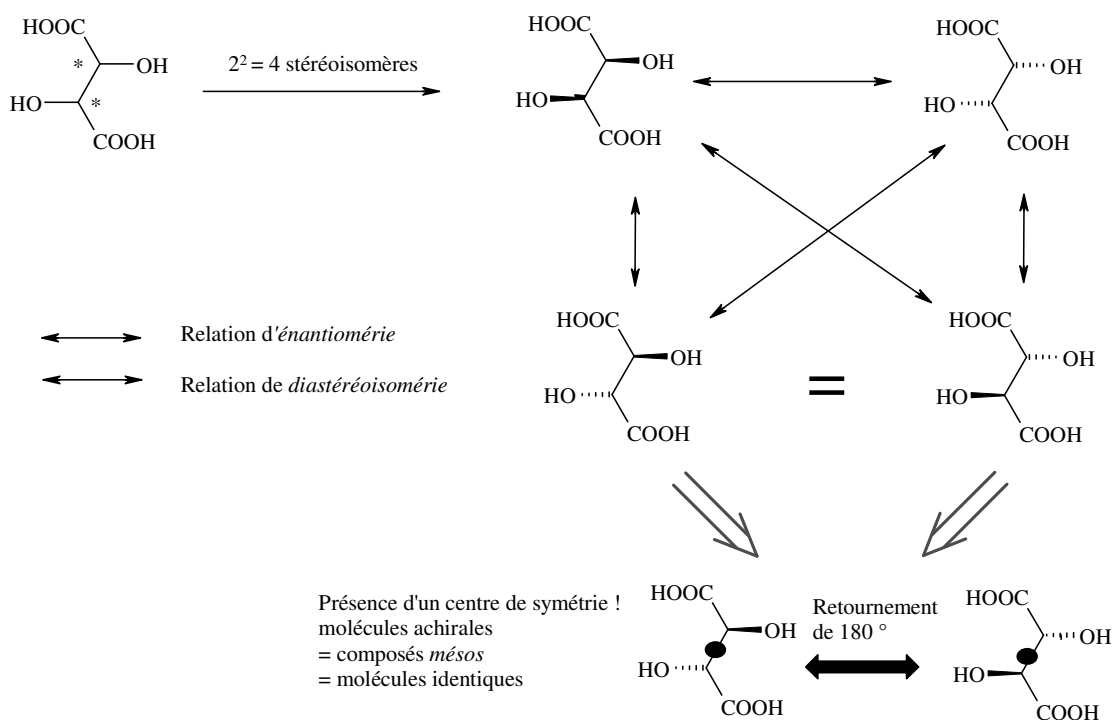 HOOC
* OH
HO *
COOH
2² = 4 stéréoisomères
HOOC
OH
HO
COOH
HOOC
OH
HO
COOH
Relation d'énantiomérie
Relation de diastéréoisomérie
HOOC
OH
HO
COOH
=
HOOC
OH
HO
COOH
Présence d'un centre de symétrie !
molécules achirales
= composés mésos
= molécules identiques
HOOC
OH
HO
COOH
Retournement
de 180 °
HOOC
OH
HO
COOH